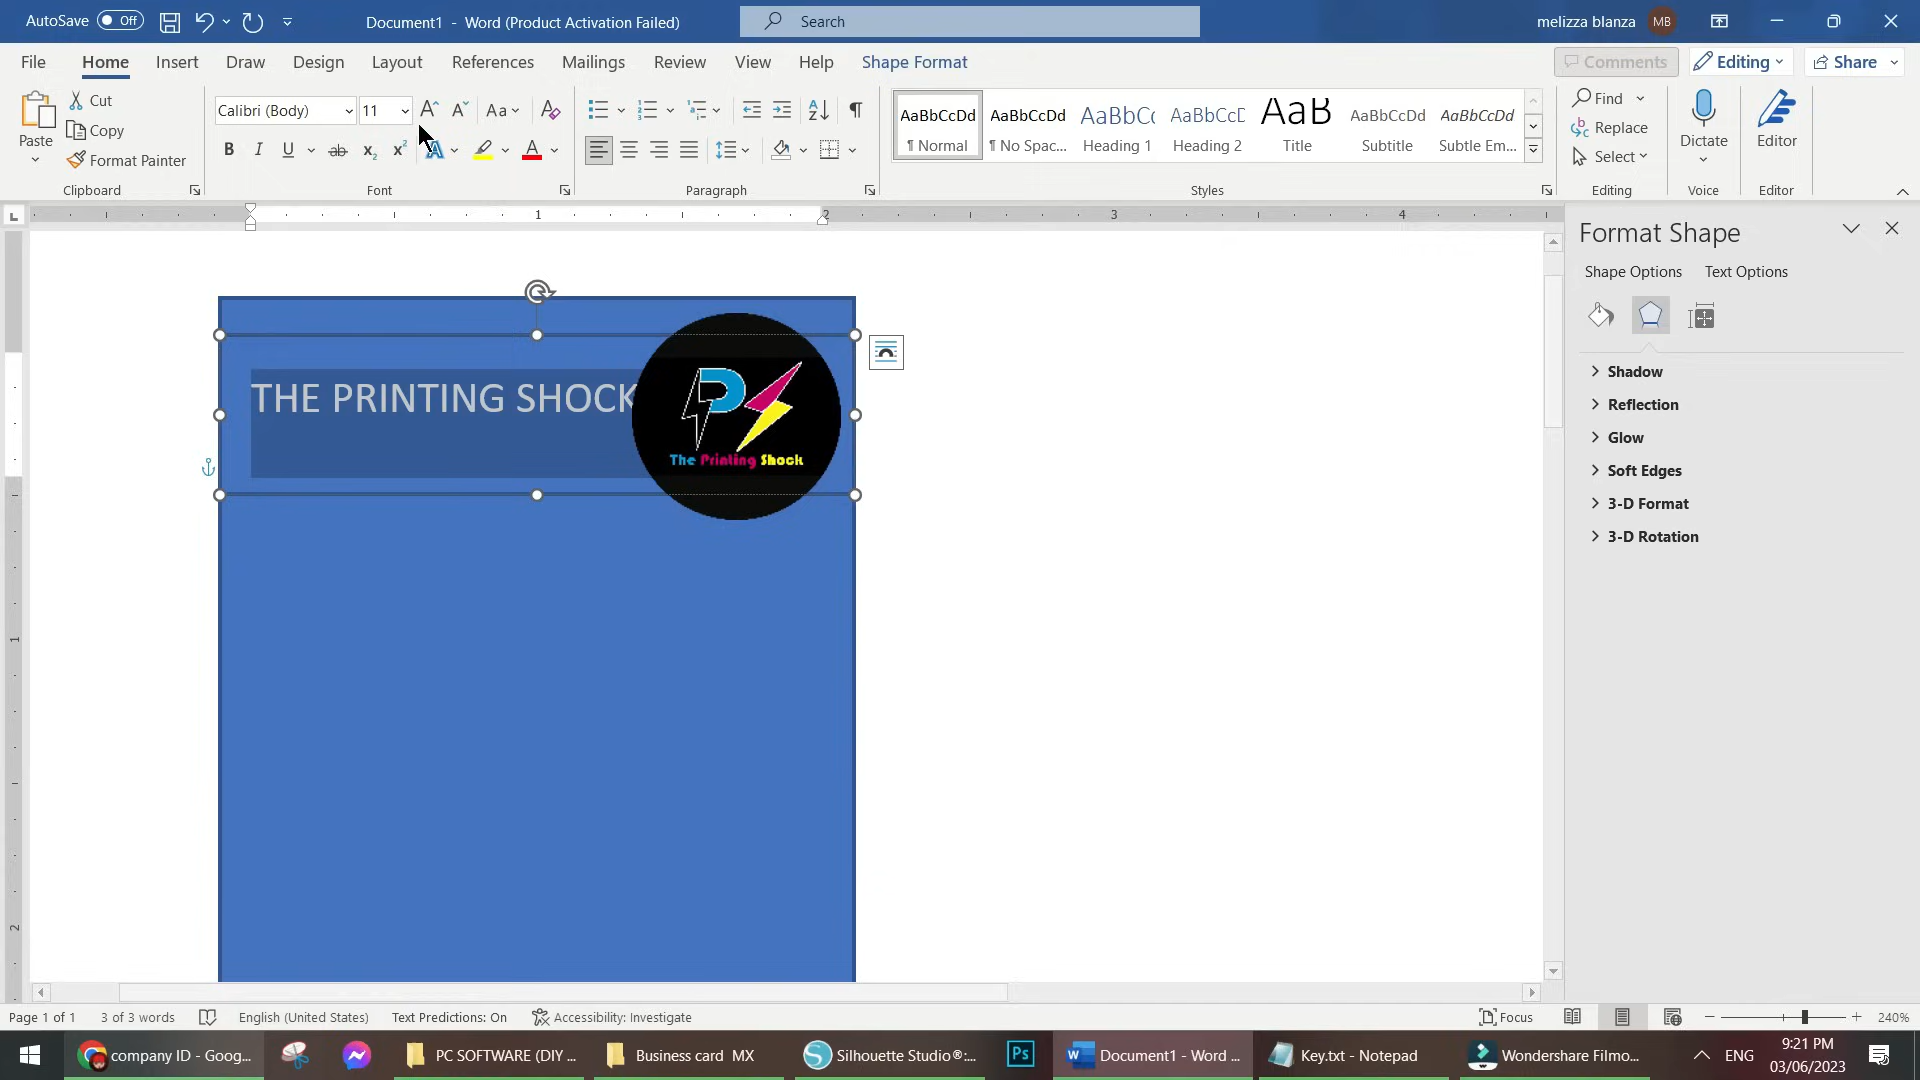 AutoSave Off
Document1 - Word (Product Activation Failed)
Search
melizza blanza MB
File Home Insert Draw Design Layout References Mailings Review View Help Shape Format
Comments Editing Share
Paste
Cut
Copy
Format Painter
Clipboard
Calibri (Body) 11
Font
Paragraph
AaBbCcDd
¶ Normal
AaBbCcDd
¶ No Spac...
AaBbCc
Heading 1
AaBbCcD
Heading 2
AaB
Title
AaBbCcDd
Subtitle
AaBbCcDd
Subtle Em...
Styles
Find
Replace
Select
Editing
Dictate
Voice
Editor
Editor
1 2 3 4
Format Shape
Shape Options Text Options
Shadow
Reflection
Glow
Soft Edges
3-D Format
3-D Rotation
THE PRINTING SHOCK
The Printing Shock
1
2
Page 1 of 1 3 of 3 words English (United States) Text Predictions: On Accessibility: Investigate Focus 240%
company ID - Goog...
PC SOFTWARE (DIY ...
Business card MX
Silhouette Studio®:...
Ps
Document1 - Word ...
Key.txt - Notepad
Wondershare Filmo...
ENG
9:21 PM
03/06/2023